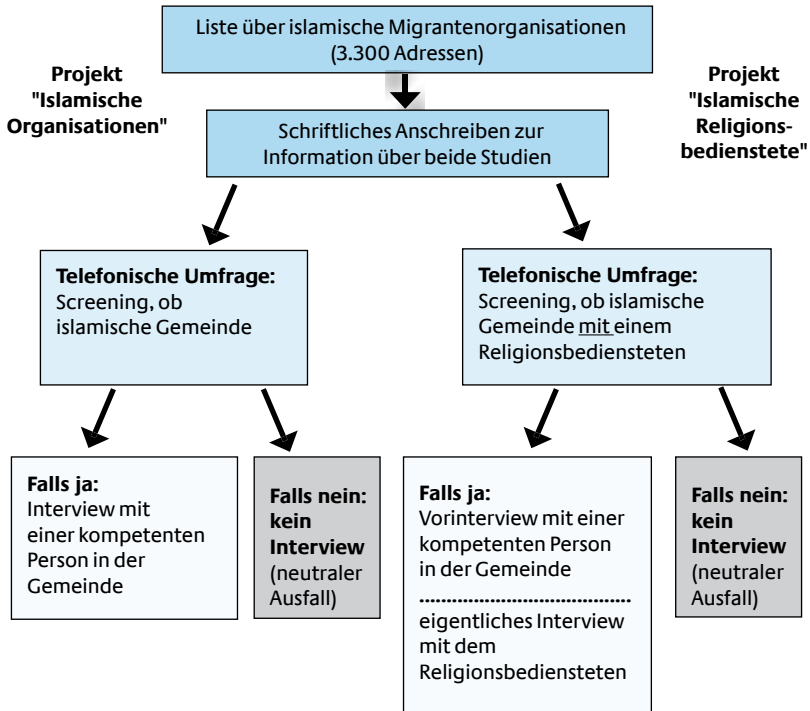 Liste über islamische Migrantenorganisationen
(3.300 Adressen)
Projekt
"Islamische
Organisationen"
Projekt
"Islamische
Religions-
bedienstete"
Schriftliches Anschreiben zur
Information über beide Studien
Telefonische Umfrage:
Screening, ob
islamische Gemeinde
Telefonische Umfrage:
Screening, ob islamische
Gemeinde mit einem
Religionsbediensteten
Falls ja:
Interview mit
einer kompetenten
Person in der
Gemeinde
Falls nein:
kein
Interview
(neutraler
Ausfall)
Falls ja:
Vorinterview mit einer
kompetenten Person
in der Gemeinde
.......................................
eigentliches Interview
mit dem
Religionsbediensteten
Falls nein:
kein
Interview
(neutraler
Ausfall)